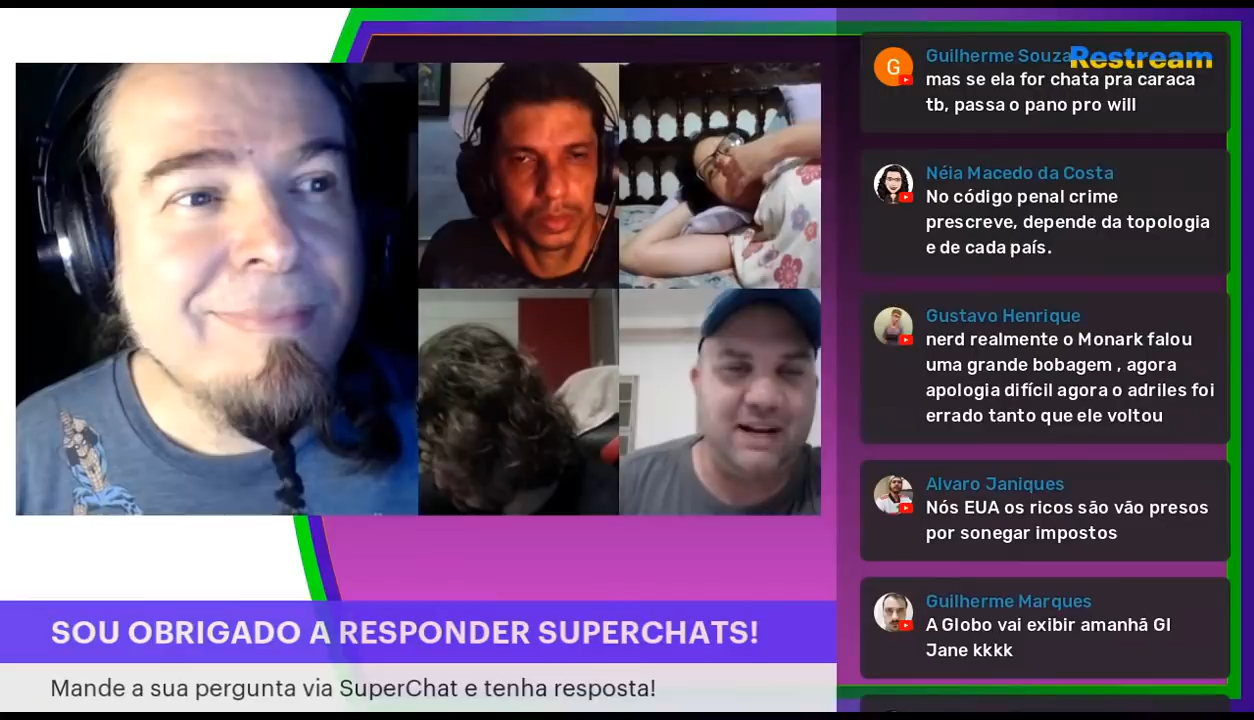 Restream
G
Guilherme Souza
mas se ela for chata pra caraca
tb, passa o pano pro will
Néia Macedo da Costa
No código penal crime
prescreve, depende da topologia
e de cada país.
Gustavo Henrique
nerd realmente o Monark falou
uma grande bobagem , agora
apologia difícil agora o adriles foi
errado tanto que ele voltou
Alvaro Janiques
Nós EUA os ricos são vão presos
por sonegar impostos
Guilherme Marques
A Globo vai exibir amanhã GI
Jane kkkk
SOU OBRIGADO A RESPONDER SUPERCHATS!
Mande a sua pergunta via SuperChat e tenha resposta!